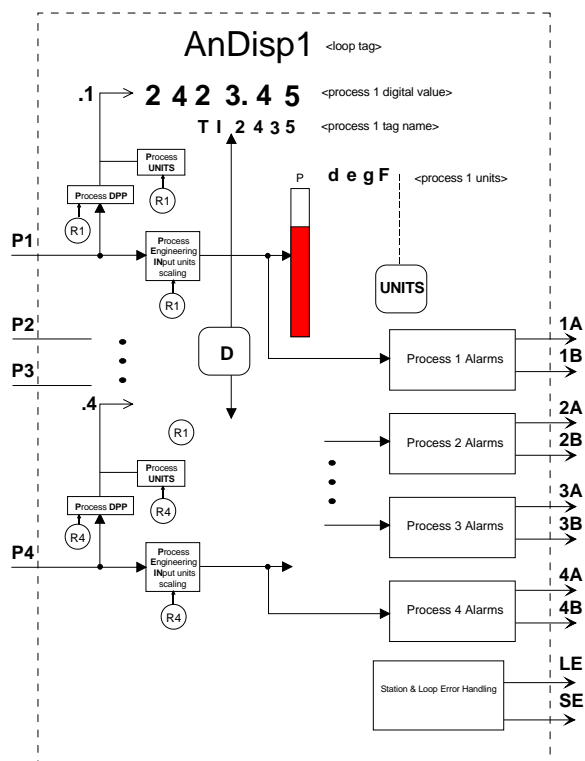 AnDisp1 <loop tag>
.1 2 4 2 3. 4 5 <process 1 digital value>
T I 2 4 3 5 <process 1 tag name>
Process
UNITS
P d e g F <process 1 units>
Process DPP
R1
R1
P1
Process
Engineering
INput units
scaling
UNITS
R1
P2
1A
D
Process 1 Alarms
1B
P3
.4
2A
R1
Process 2 Alarms
2B
Process
UNITS
3A
Process DPP
R4
Process 3 Alarms
3B
R4
P4
Process
Engineering
INput units
scaling
4A
Process 4 Alarms
4B
R4
LE
Station & Loop Error Handling
SE